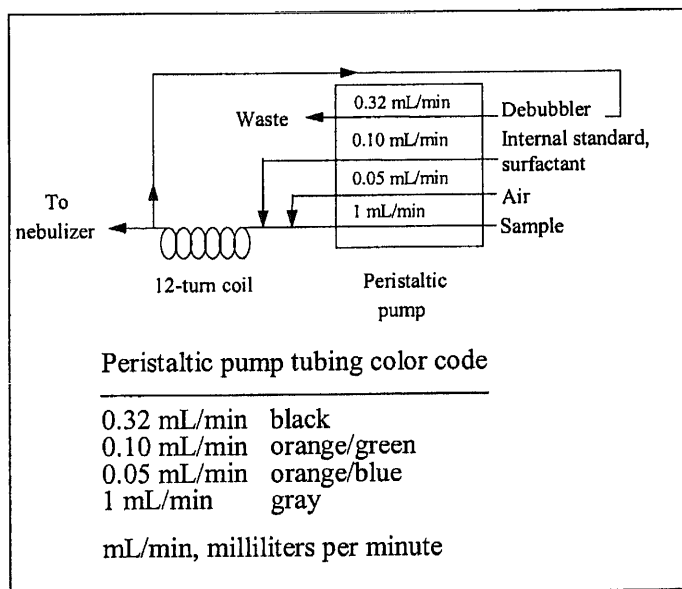 0.32 mL/min
Debubbler
Waste
0.10 mL/min
Internal standard,
surfactant
0.05 mL/min
Air
1 mL/min
Sample
To
nebulizer
12-turn coil
Peristaltic
pump
Peristaltic pump tubing color code
0.32 mL/min black
0.10 mL/min orange/green
0.05 mL/min orange/blue
1 mL/min gray
mL/min, milliliters per minute